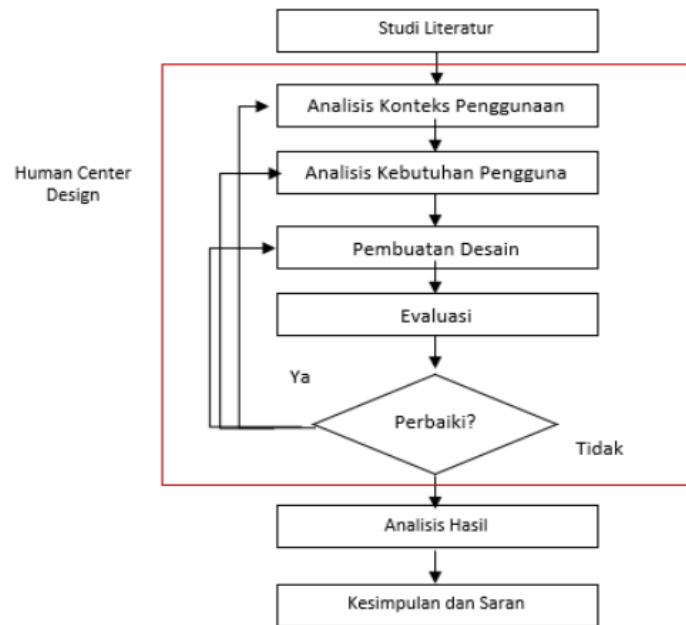 Studi Literatur
Analisis Konteks Penggunaan
Human Center
Design
Analisis Kebutuhan Pengguna
Pembuatan Desain
Evaluasi
Ya
Perbaiki?
Tidak
Analisis Hasil
Kesimpulan dan Saran